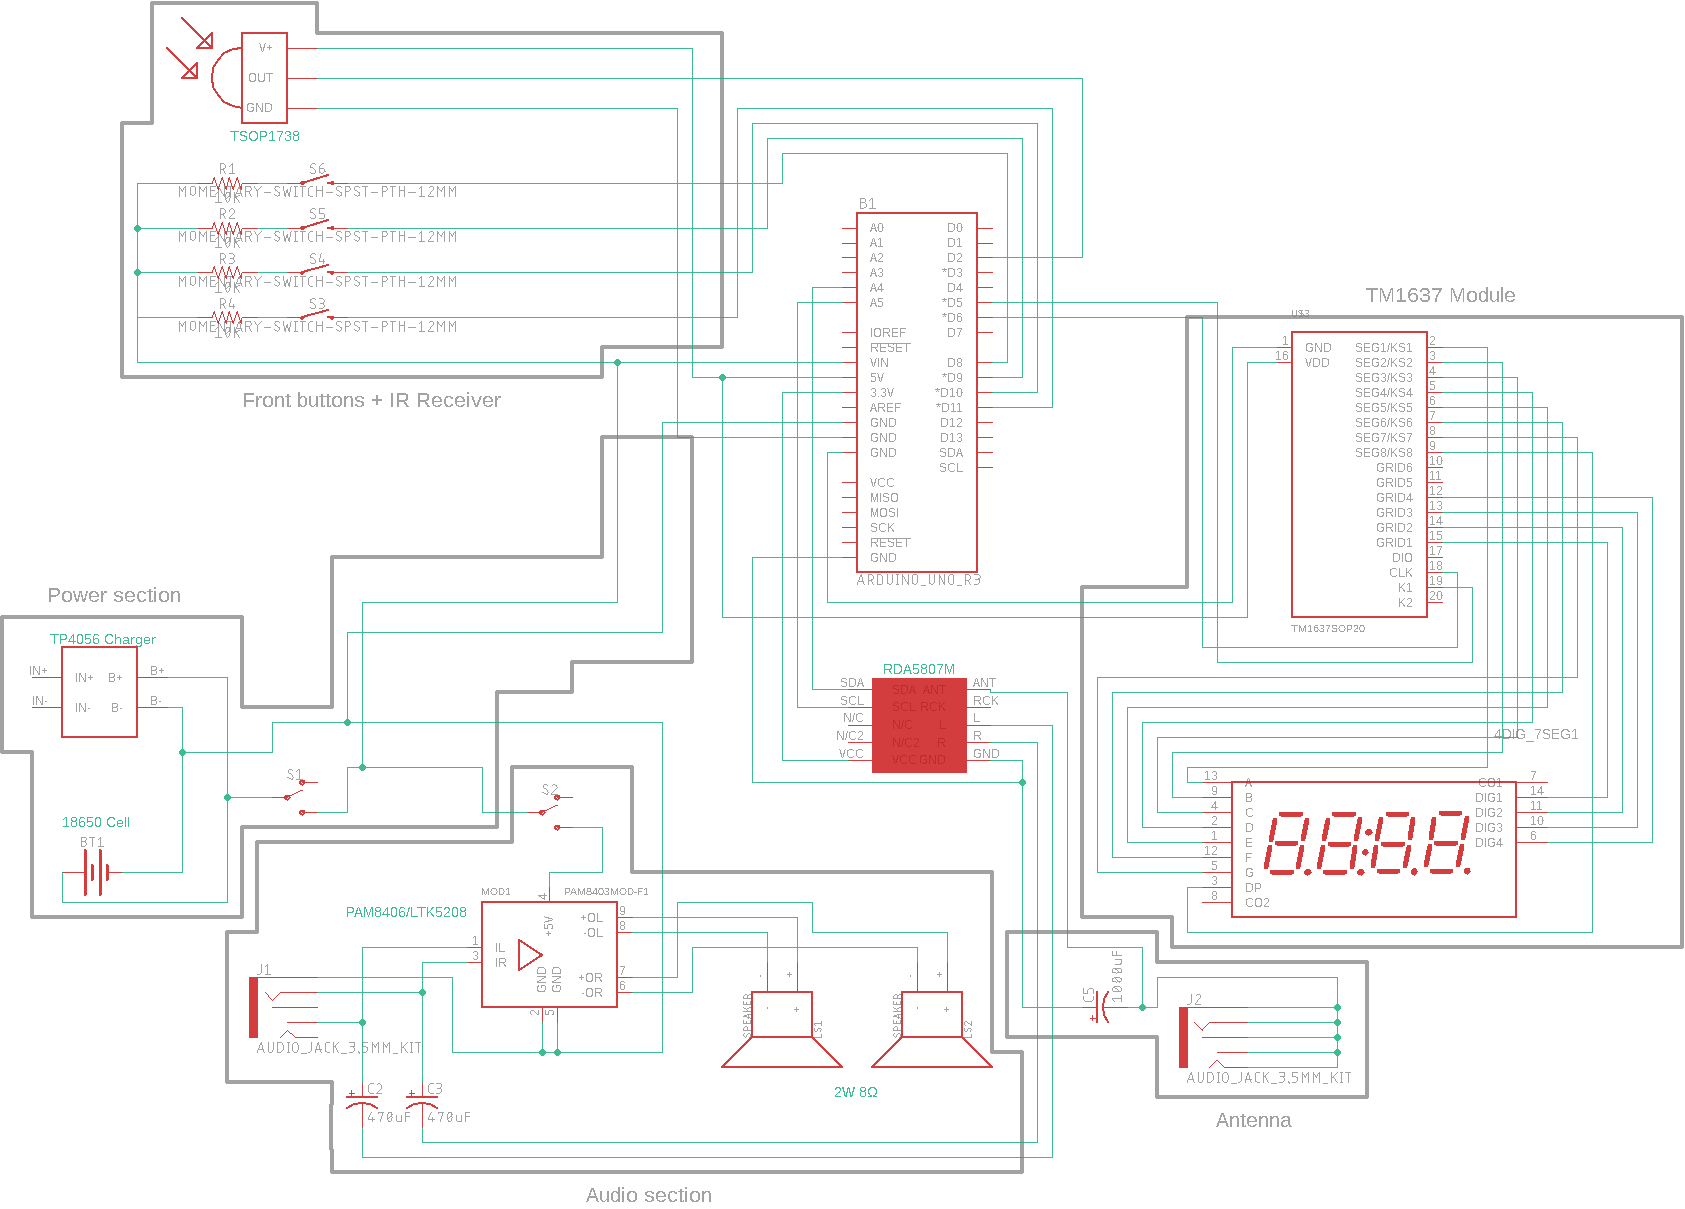 V+
OUT
GND
TSOP1738
R1
S6
MOMENTARY-SWITCH-SPST-PTH-12MM
10K
R2
S5
MOMENTARY-SWITCH-SPST-PTH-12MM
10K
R3
S4
MOMENTARY-SWITCH-SPST-PTH-12MM
10K
R4
S3
MOMENTARY-SWITCH-SPST-PTH-12MM
10K
Front buttons + IR Receiver
B1
A0 D0
A1 D1
A2 D2
A3 *D3
A4 D4
A5 *D5
*D6
IOREF D7
RESET
VIN D8
5V *D9
3.3V *D10
AREF *D11
GND D12
GND D13
GND SDA
SCL
VCC
MISO
MOSI
SCK
RESET
GND
ARDUINO_UNO_R3
TM1637 Module
1 GND SEG1/KS1 2
16 VDD SEG2/KS2 3
SEG3/KS3 4
SEG4/KS4 5
SEG5/KS5 6
SEG6/KS6 7
SEG7/KS7 8
SEG8/KS8 9
GRID6 10
GRID5 11
GRID4 12
GRID3 13
GRID2 14
GRID1 15
DIO 17
CLK 18
K1 19
K2 20
TM1637SOP20
Power section
TP4056 Charger
IN+ IN+ B+ B+
IN- IN- B- B-
S1
18650 Cell
BT1
RDA5807M
SDA SDA ANT ANT
SCL SCL RCK RCK
N/C N/C L L
N/C2 N/C2 R R
VCC VCC GND GND
4DIG_7SEG1
13 A CO1 7
9 B DIG1 14
4 C DIG2 11
2 D DIG3 10
1 E DIG4 6
12 F
5 G
3 DP
8 CO2
S2
MOD1
PAM8403MOD-F1
PAM8406/LTK5208
4
+5V
1 IL
3 IR
+OL 9
-OL 8
+OR 7
-OR 6
GND
GND
2
5
J1
AUDIO_JACK_3,5MM_KIT
C2
470uF
C3
470uF
SPEAKER
- +
- +
LS1
SPEAKER
- +
- +
LS2
2W 8Ω
Audio section
C5
1000uF
+
J2
AUDIO_JACK_3,5MM_KIT
Antenna